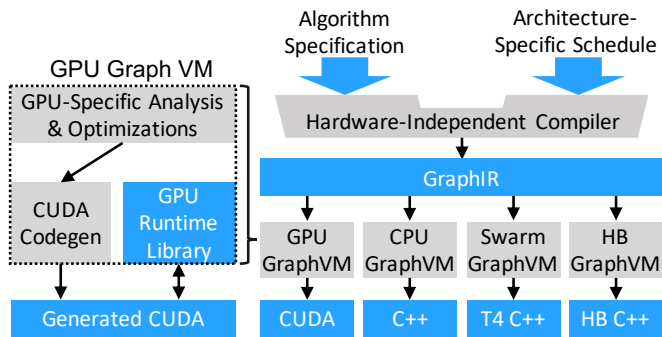 Algorithm
Specification
Architecture-
Specific Schedule
GPU Graph VM
GPU-Specific Analysis
& Optimizations
Hardware-Independent Compiler
GraphIR
CUDA
Codegen
GPU
Runtime
Library
GPU
GraphVM
CPU
GraphVM
Swarm
GraphVM
HB
GraphVM
Generated CUDA
CUDA
C++
T4 C++
HB C++